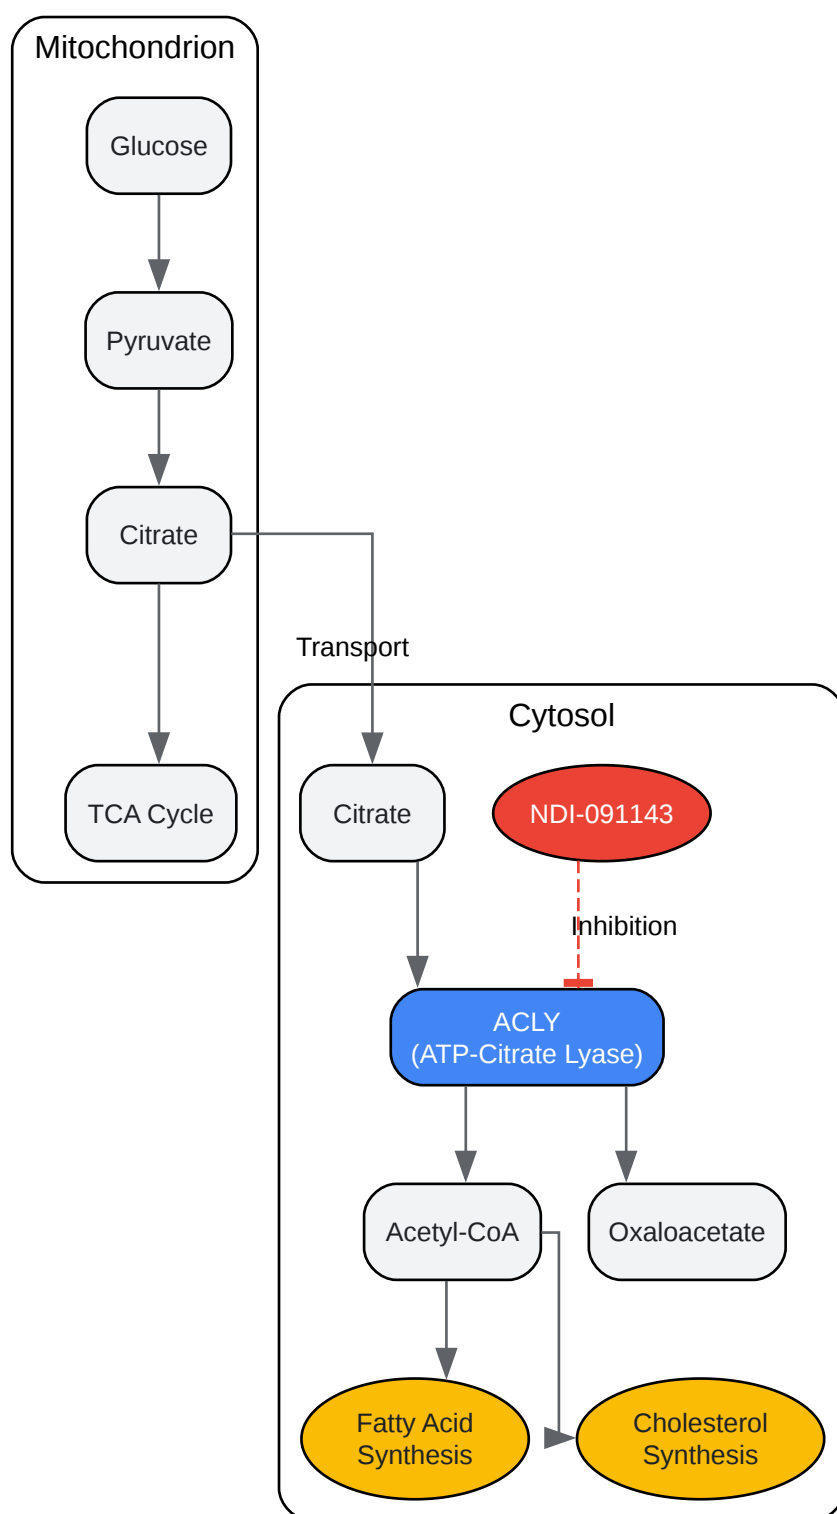 Mitochondrion
Glucose
Pyruvate
Citrate
Transport
TCA Cycle
Cytosol
Citrate
NDI-091143
Inhibition
ACLY
(ATP-Citrate Lyase)
Acetyl-CoA
Oxaloacetate
Fatty Acid
Synthesis
Cholesterol
Synthesis